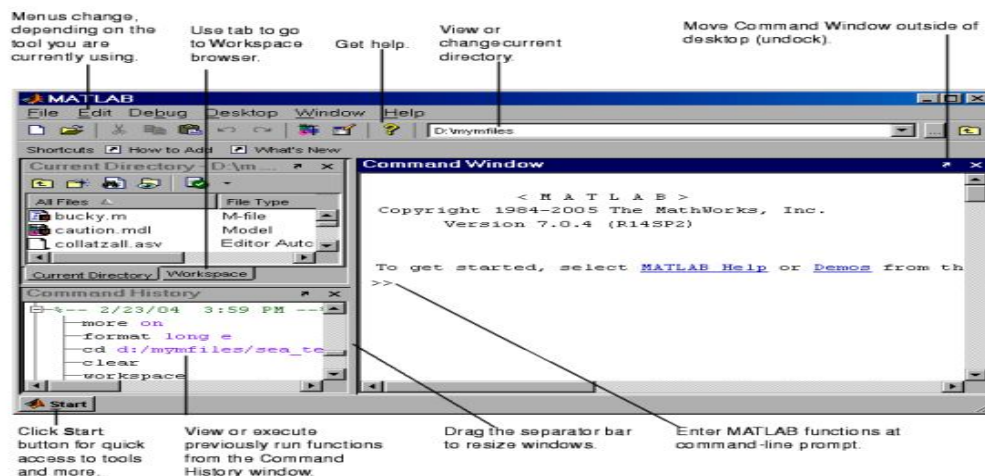 Menus change,
depending on the
tool you are
currently using.
Use tab to go
to Workspace
browser.
Get help.
View or
changecurrent
directory.
Move Command Window outside of
desktop (undock).
MATLAB
File Edit Debug Desktop Window Help
D:\mymfiles
Shortcuts How to Add What's New
Current Directory - D:\m...
All Files File Type
bucky.m M-file
caution.mdl Model
collatzall.asv Editor Auto
Current Directory Workspace
Command History
%-- 2/23/04 3:59 PM --
more on
format long e
cd d:/mymfiles/sea_te
clear
workspace
Command Window
< M A T L A B >
Copyright 1984-2005 The MathWorks, Inc.
Version 7.0.4 (R14SP2)
To get started, select MATLAB Help or Demos from th
>>
Start
Click Start
button for quick
access to tools
and more.
View or execute
previously run functions
from the Command
History window.
Drag the separator bar
to resize windows.
Enter MATLAB functions at
command-line prompt.